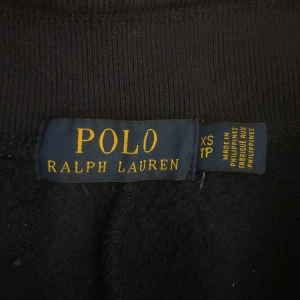 POLO
RALPH LAUREN
XS
TP
MADE IN
PHILIPPINES
FABRIQUÉ AUX
PHILIPPINES